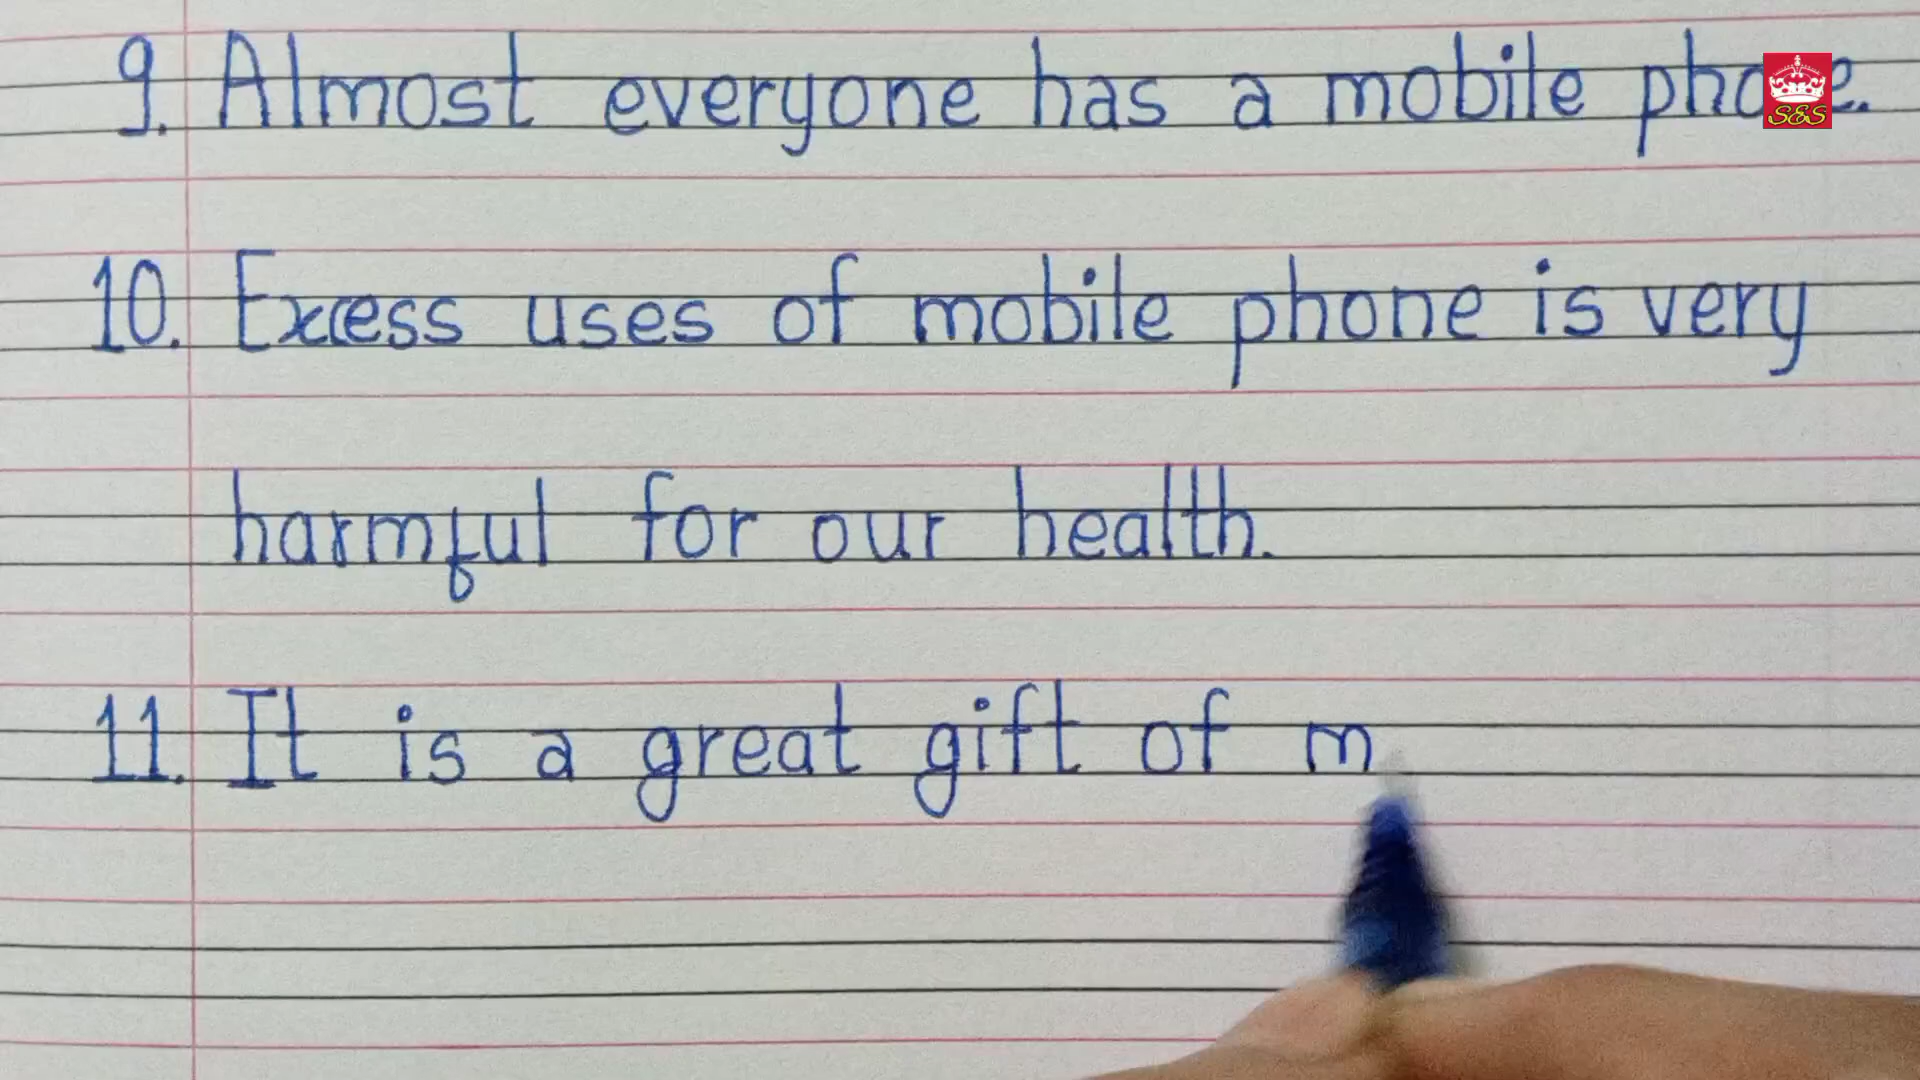 9. Almost everyone has a mobile phone.
S&S
10. Excess uses of mobile phone is very
harmful for our health.
11. It is a great gift of m